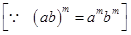 [∵ (ab)^m = a^m b^m]